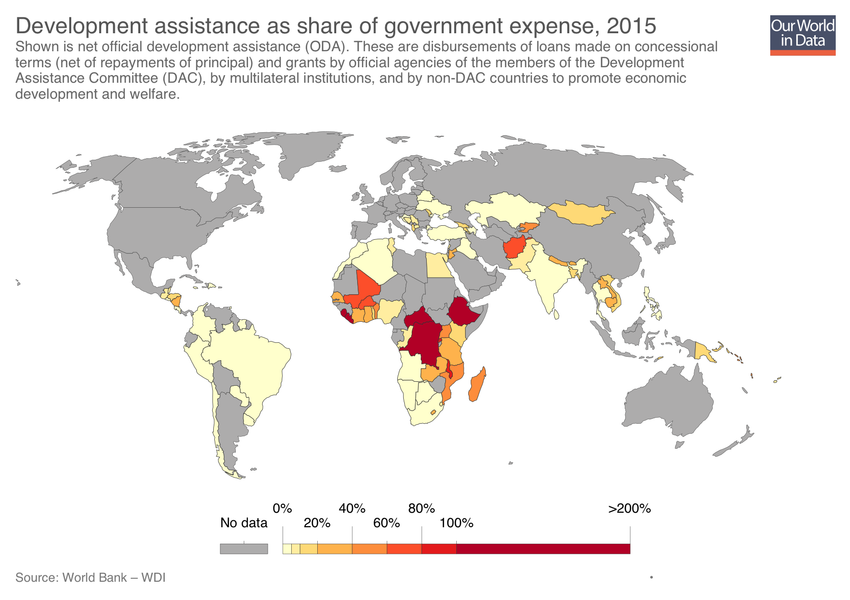 Development assistance as share of government expense, 2015
Our World
in Data
Shown is net official development assistance (ODA). These are disbursements of loans made on concessional
terms (net of repayments of principal) and grants by official agencies of the members of the Development
Assistance Committee (DAC), by multilateral institutions, and by non-DAC countries to promote economic
development and welfare.
0% 40% 80% >200%
No data 20% 60% 100%
Source: World Bank – WDI